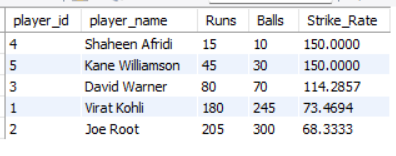 player_id player_name Runs Balls Strike_Rate
4 Shaheen Afridi 15 10 150.0000
5 Kane Williamson 45 30 150.0000
3 David Warner 80 70 114.2857
1 Virat Kohli 180 245 73.4694
2 Joe Root 205 300 68.3333